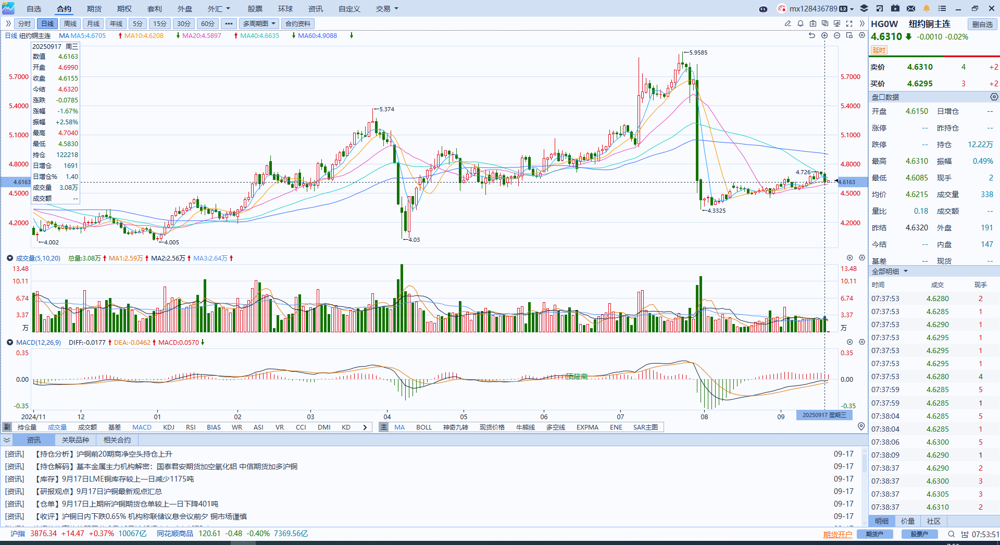 自选 合约 期货 期权 套利 外盘 外汇 股票 环球 资讯 自定义 交易 mx128436789 L2
分时 日线 周线 月线 年线 5分 15分 30分 60分 ••• 多周期图 合约资料
HG0W 纽约铜主连 删自选
4.6310 -0.0010 -0.02%
延时
日线 纽约铜主连 MA MA5:4.6705 MA10:4.6208 MA20:4.5897 MA40:4.6635 MA60:4.9088
20250917 周三
数值 4.6163
开盘 4.6990
收盘 4.6155
今结 4.6320
涨跌 -0.0785
涨幅 -1.67%
振幅 +2.58%
最高 4.7040
最低 4.5830
持仓 122218
日增仓 1691
日增仓% 1.40
成交量 3.08万
成交额 --
5.7000 5.7000
5.4000 5.4000
5.1000 5.1000
4.8000 4.8000
4.6163 4.6163
4.5000 4.5000
4.2000 4.2000
5.9585
5.374
4.726
4.3325
4.002
4.005
4.03
成交量(5,10,20) 总量:3.08万 MA1:2.59万 MA2:2.56万 MA3:2.64万
13.48 13.48
10.11 10.11
6.74 6.74
3.37 3.37
万 万
MACD(12,26,9) DIFF:-0.0177 DEA:-0.0462 MACD:0.0570
0.35 0.35
0.00 0.00
-0.35 -0.35
顶背离
2024/11 12 01 02 03 04 05 06 07 08 09 20250917 星期三
副 持仓量 成交量 成交额 基差 MACD KDJ RSI BIAS WR ASI VR CCI DMI KD 主 MA BOLL 神奇九转 现货价格 牛熊线 多空线 EXPMA ENE SAR主图
资讯 关联品种 相关合约
[资讯] 【持仓分析】沪铜前20期商净空头持仓上升 09-17
[资讯] 【持仓解码】基本金属主力机构解密：国泰君安期货加空氧化铝 中信期货加多沪铜 09-17
[资讯] 【库存】9月17日LME铜库存较上一日减少1175吨 09-17
[资讯] 【研报观点】9月17日沪铜最新观点汇总 09-17
[资讯] 【仓单】9月17日上期所沪铜期货仓单较上一日下降401吨 09-17
[资讯] 【收评】沪铜日内下跌0.65% 机构称联储议息会议前夕 铜市场谨慎 09-17
卖价 4.6310 4 +2
买价 4.6295 3 +2
盘口数据
开盘 4.6150 日增仓 --
涨停 -- 昨持仓 --
跌停 -- 持仓 12.22万
最高 4.6310 振幅 0.49%
最低 4.6085 现手 2
均价 4.6215 成交量 338
量比 0.18 成交额 --
昨结 4.6320 外盘 191
今结 -- 内盘 147
基差 -- 现货 --
全部明细
时间 成交 现手
07:37:53 4.6280 2
07:37:53 4.6285 1
07:37:53 4.6290 1
07:37:53 4.6295 1
07:37:53 4.6295 1
07:37:53 4.6295 1
07:37:53 4.6280 4
07:37:59 4.6285 5
07:37:59 4.6285 1
07:38:04 4.6285 5
07:38:04 4.6285 1
07:38:06 4.6300 5
07:38:09 4.6290 1
07:38:37 4.6290 2
07:38:37 4.6300 3
07:38:37 4.6305 3
07:38:37 4.6310 2
明细 价量 社区
沪指 3876.34 +14.47 +0.37% 10067亿 同花顺商品 120.61 -0.48 -0.40% 7369.56亿 期货开户 期货户 股票户 07:53:51